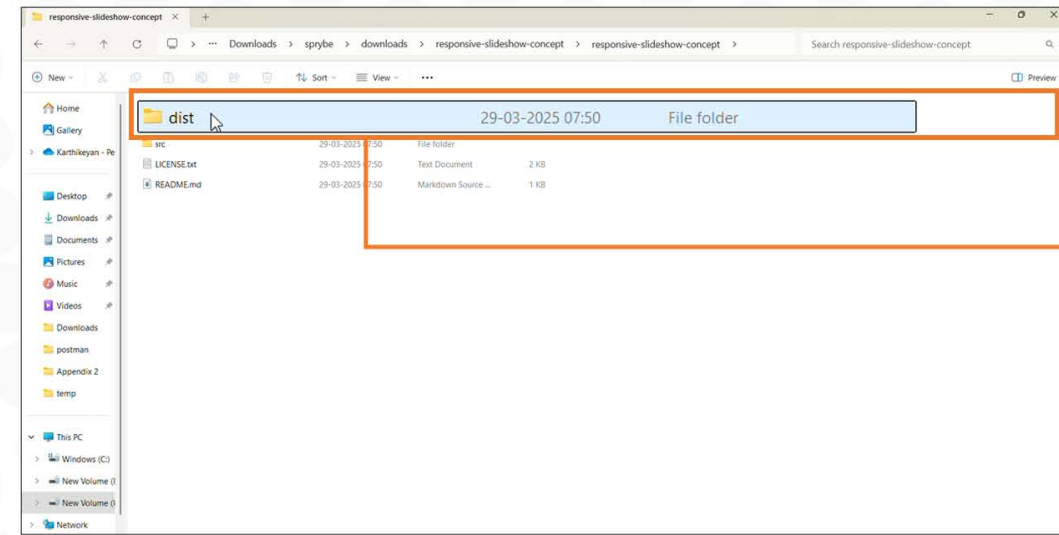 responsive-slideshow-concept
Downloads > sprybe > downloads > responsive-slideshow-concept > responsive-slideshow-concept >
Search responsive-slideshow-concept
New
Sort
View
Preview
Home
Gallery
Karthikeyan - Pe
Desktop
Downloads
Documents
Pictures
Music
Videos
Downloads
postman
Appendix 2
temp
This PC
Windows (C:)
New Volume (
New Volume (
Network
dist 29-03-2025 07:50 File folder
src 29-03-2025 07:50 File folder
LICENSE.txt 29-03-2025 7:50 Text Document 2 KB
README.md 29-03-2025 7:50 Markdown Source ... 1 KB